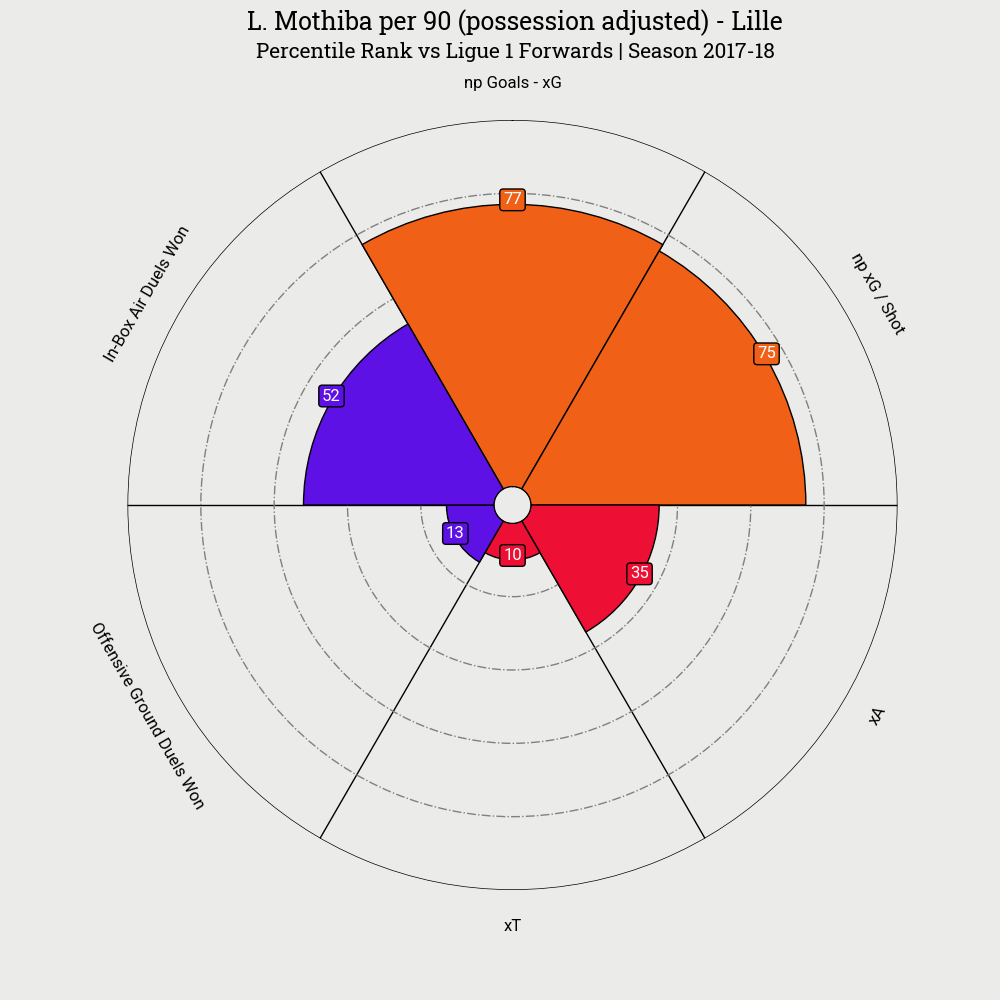 L. Mothiba per 90 (possession adjusted) - Lille
Percentile Rank vs Ligue 1 Forwards | Season 2017-18
np Goals - xG
77
np xG / Shot
75
In-Box Air Duels Won
52
13
10
35
Offensive Ground Duels Won
xA
xT